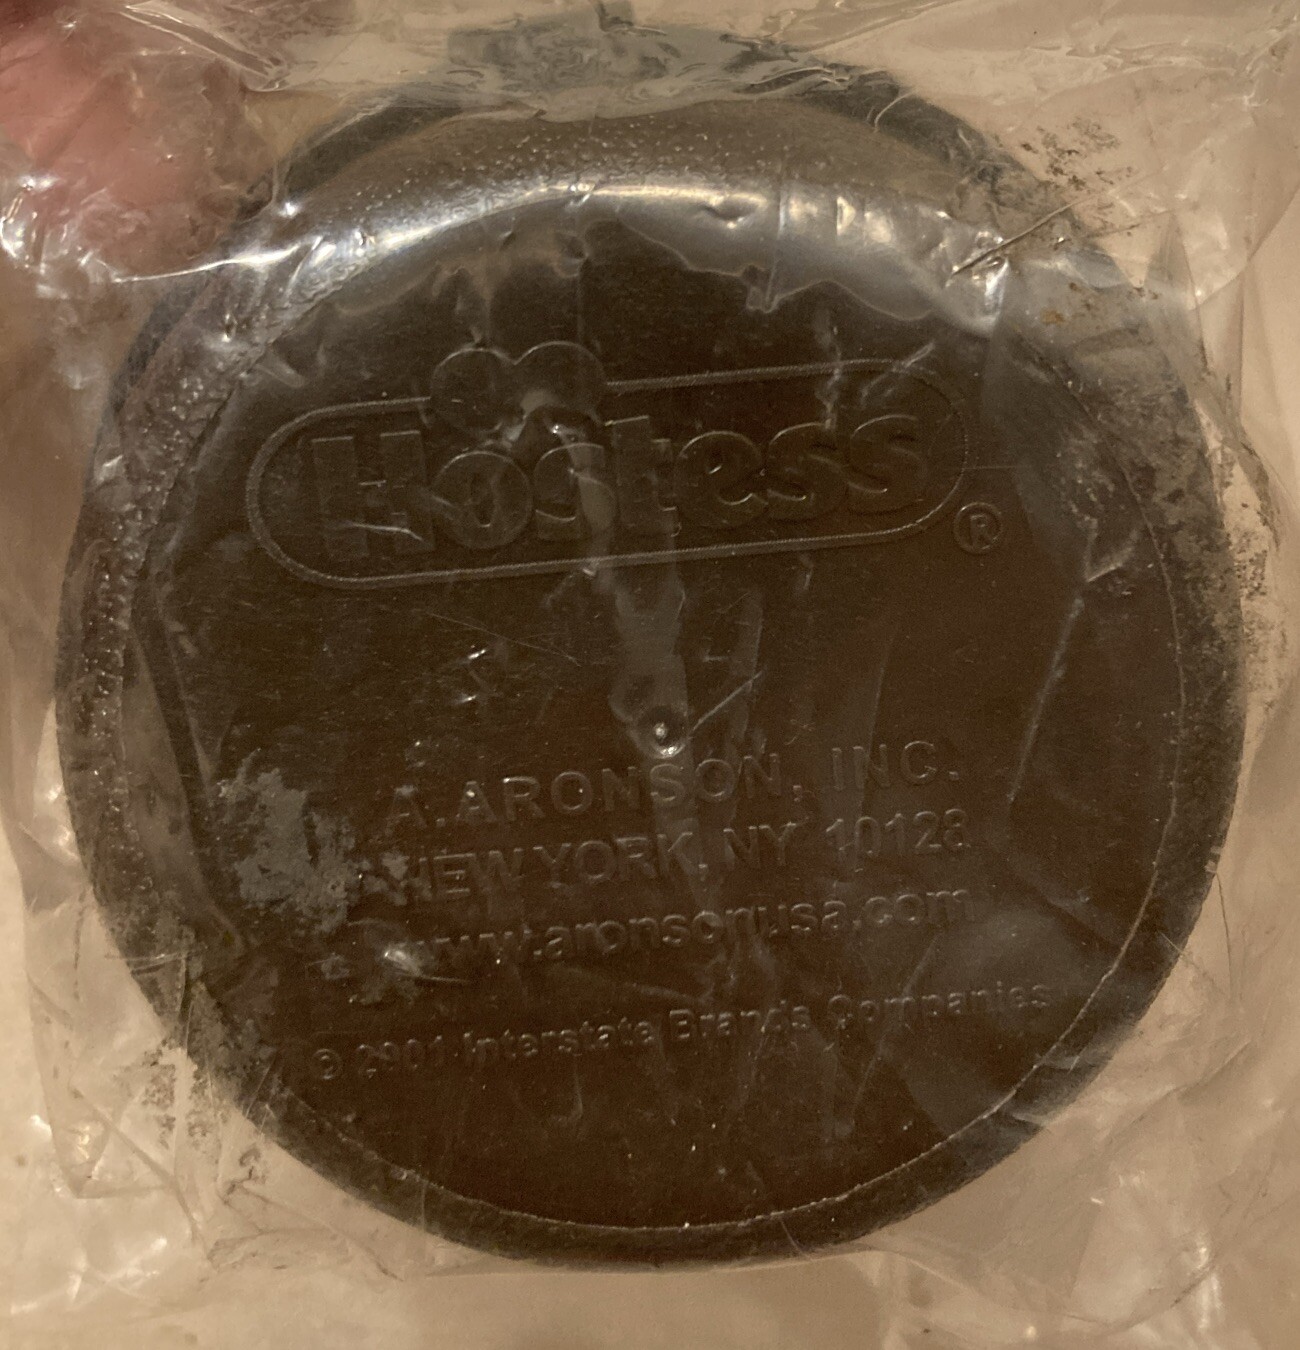 Hostess ®
A. ARONSON, INC.
NEW YORK, NY 10128
www.aronsonusa.com
© 2001 Interstate Brands Companies